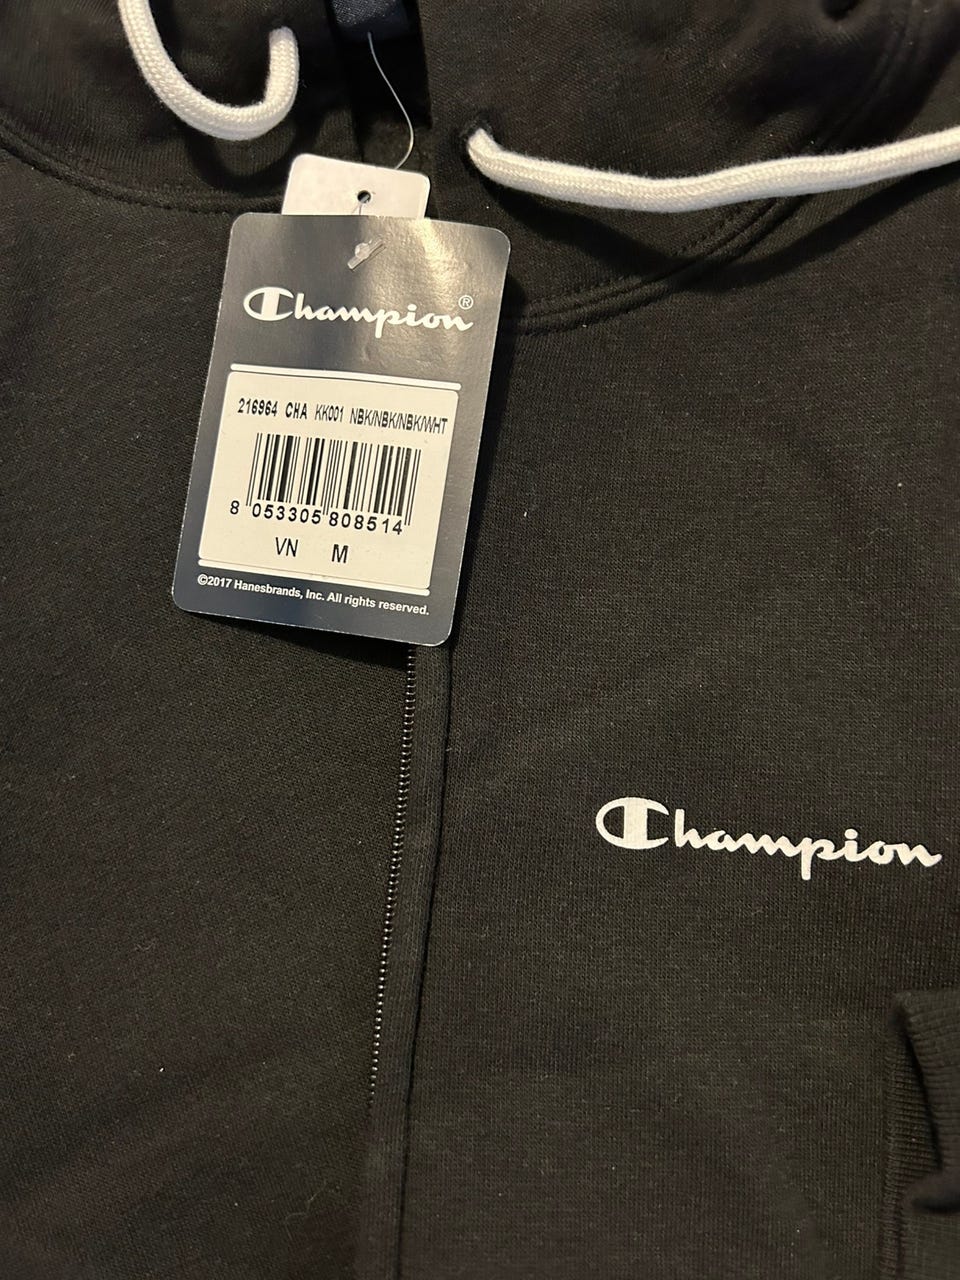 Champion®
216964 CHA KK001 NBK/NBK/NBK/WHT
8 053305 808514
VN M
©2017 Hanesbrands, Inc. All rights reserved.
Champion